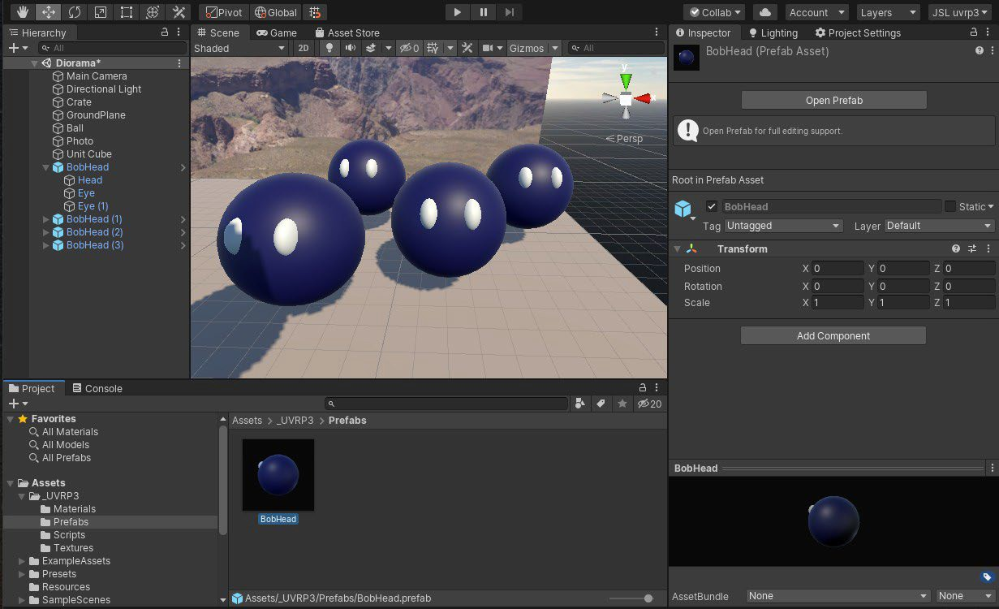 Pivot Global Collab Account Layers JSL uvrp3
Hierarchy
All
Diorama*
Main Camera
Directional Light
Crate
GroundPlane
Ball
Photo
Unit Cube
BobHead
Head
Eye
Eye (1)
BobHead (1)
BobHead (2)
BobHead (3)
Scene Game Asset Store
Shaded 2D 0 Gizmos All
y
x
Persp
Inspector Lighting Project Settings
BobHead (Prefab Asset)
Open Prefab
Open Prefab for full editing support.
Root in Prefab Asset
BobHead Static
Tag Untagged Layer Default
Transform
Position X 0 Y 0 Z 0
Rotation X 0 Y 0 Z 0
Scale X 1 Y 1 Z 1
Add Component
Project Console
20
Favorites
All Materials
All Models
All Prefabs
Assets
_UVRP3
Materials
Prefabs
Scripts
Textures
ExampleAssets
Presets
Resources
SampleScenes
Assets > _UVRP3 > Prefabs
BobHead
Assets/_UVRP3/Prefabs/BobHead.prefab
BobHead
AssetBundle None None